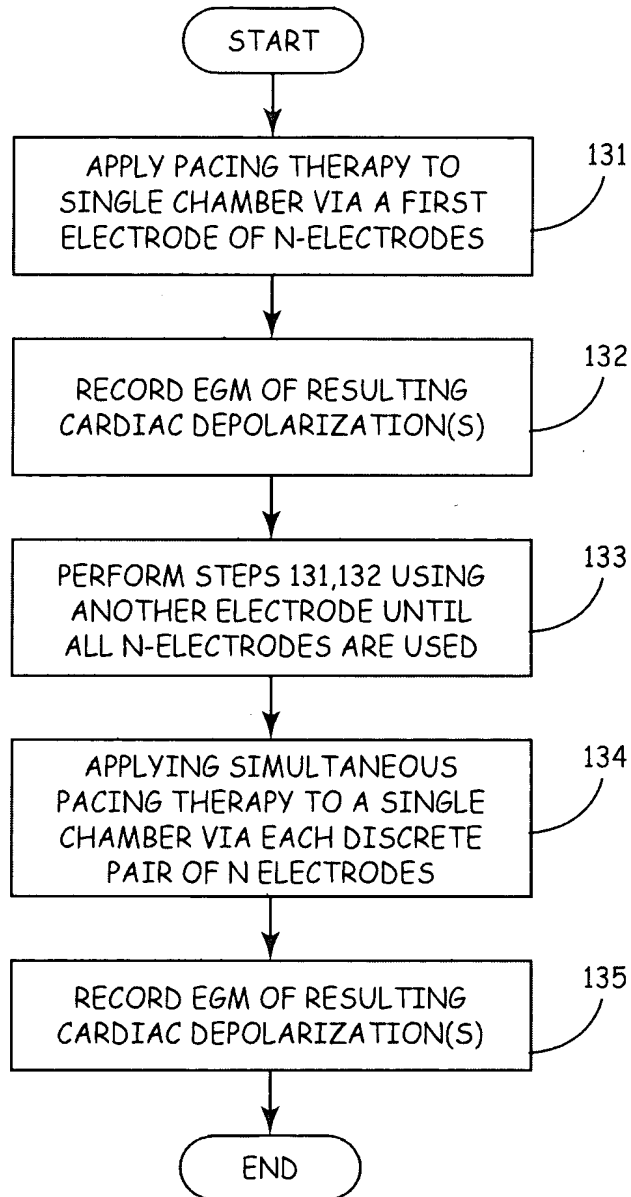 START
APPLY PACING THERAPY TO
SINGLE CHAMBER VIA A FIRST
ELECTRODE OF N-ELECTRODES
131
RECORD EGM OF RESULTING
CARDIAC DEPOLARIZATION(S)
132
PERFORM STEPS 131,132 USING
ANOTHER ELECTRODE UNTIL
ALL N-ELECTRODES ARE USED
133
APPLYING SIMULTANEOUS
PACING THERAPY TO A SINGLE
CHAMBER VIA EACH DISCRETE
PAIR OF N ELECTRODES
134
RECORD EGM OF RESULTING
CARDIAC DEPOLARIZATION(S)
135
END